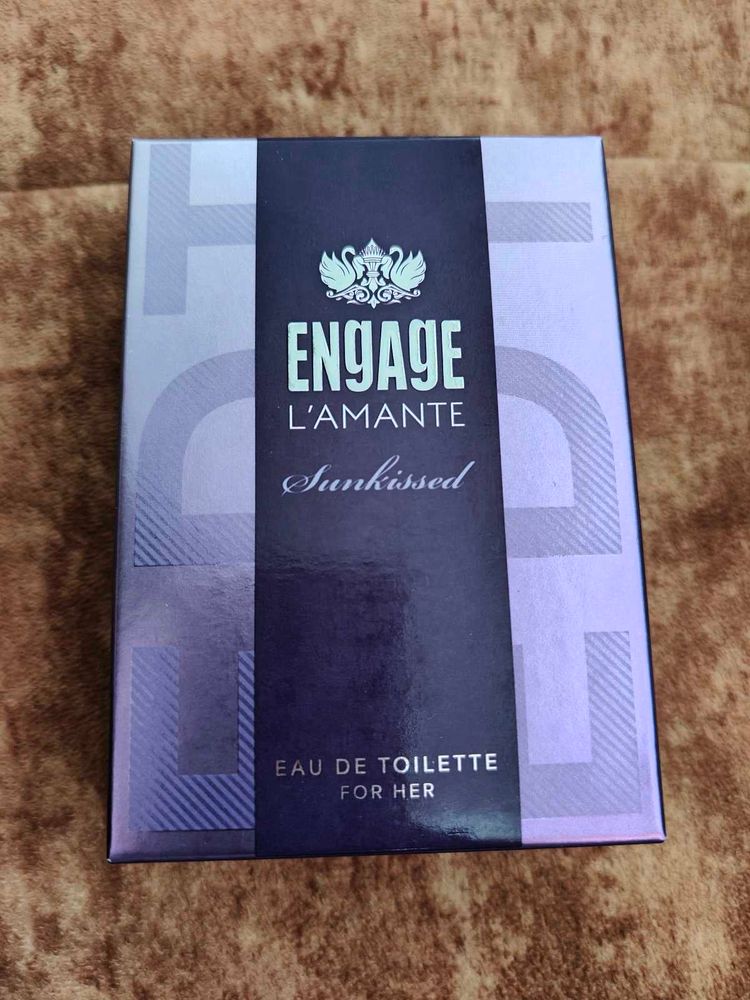 ENgAgE
L'AMANTE
Sunkissed
EAU DE TOILETTE
FOR HER